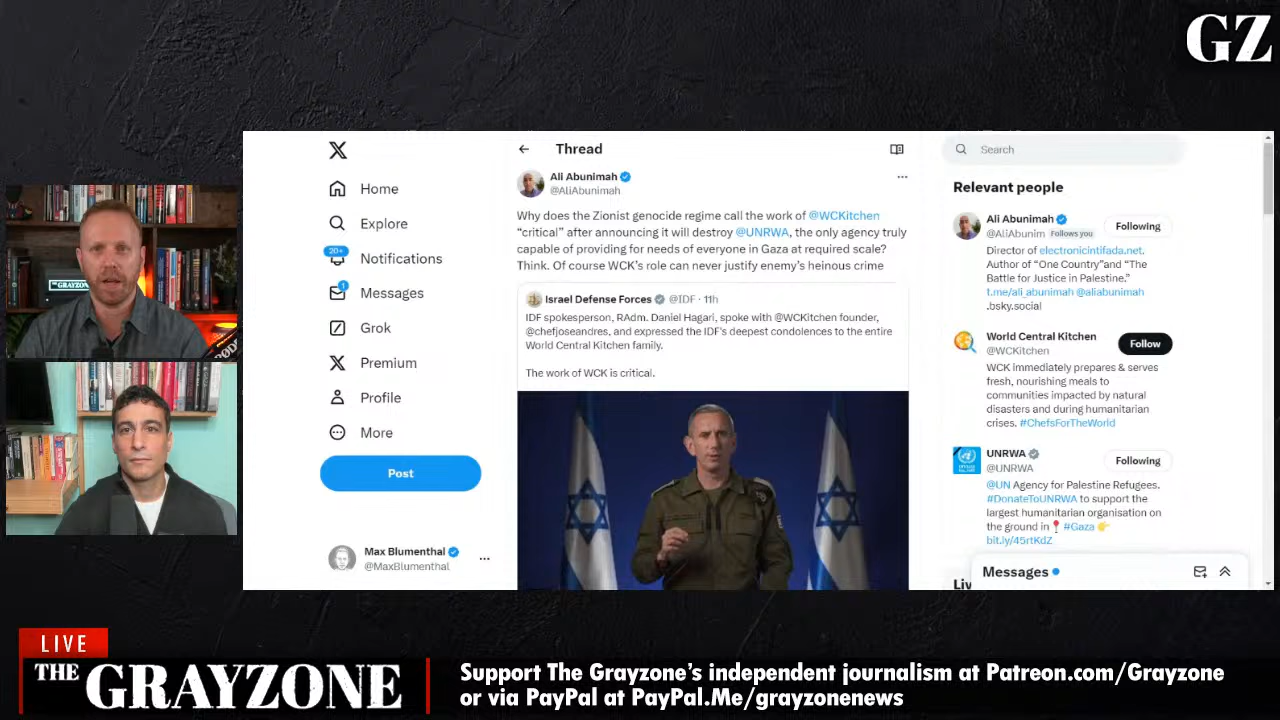 GZ
X
Home
Explore
20+
Notifications
1
Messages
Grok
Premium
Profile
More
Post
Max Blumenthal
@MaxBlumenthal
Thread
Ali Abunimah
@AliAbunimah
Why does the Zionist genocide regime call the work of @WCKitchen
“critical” after announcing it will destroy @UNRWA, the only agency truly
capable of providing for needs of everyone in Gaza at required scale?
Think. Of course WCK’s role can never justify enemy’s heinous crime
Israel Defense Forces @IDF · 11h
IDF spokesperson, RAdm. Daniel Hagari, spoke with @WCKitchen founder,
@chefjoseandres, and expressed the IDF's deepest condolences to the entire
World Central Kitchen family.
The work of WCK is critical.
Search
Relevant people
Ali Abunimah
@AliAbunim Follows you
Following
Director of electronicintifada.net.
Author of “One Country”and “The
Battle for Justice in Palestine.”
t.me/ali_abunimah @aliabunimah
.bsky.social
World Central Kitchen
@WCKitchen
Follow
WCK immediately prepares & serves
fresh, nourishing meals to
communities impacted by natural
disasters and during humanitarian
crises. #ChefsForTheWorld
UNRWA
@UNRWA
Following
@UN Agency for Palestine Refugees.
#DonateToUNRWA to support the
largest humanitarian organisation on
the ground in📍#Gaza 👉
bit.ly/45rtKdZ
Messages
THE GRAYZONE
LIVE
THE GRAYZONE
Support The Grayzone’s independent journalism at Patreon.com/Grayzone
or via PayPal at PayPal.Me/grayzonenews